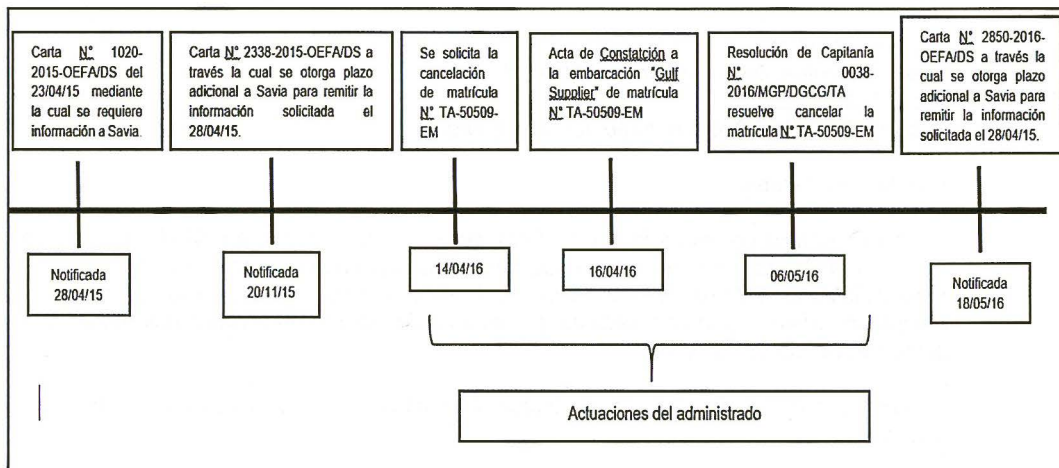 Carta N° 1020-
2015-OEFA/DS del
23/04/15 mediante
la cual se requiere
información a Savia.
Carta N° 2338-2015-OEFA/DS a
través la cual se otorga plazo
adicional a Savia para remitir la
información solicitada el
28/04/15.
Se solicita la
cancelación de
matrícula
N° TA-50509-
EM
Acta de Constatción a
la embarcación "Gulf
Supplier" de matrícula
N° TA-50509-EM
Resolución de Capitanía
N° 0038-
2016/MGP/DGCG/TA
resuelve cancelar la
matrícula N° TA-50509-EM
Carta N° 2850-2016-
OEFA/DS a través la
cual se otorga plazo
adicional a Savia para
remitir la información
solicitada el 28/04/15.
Notificada
28/04/15
Notificada
20/11/15
14/04/16
16/04/16
06/05/16
Notificada
18/05/16
Actuaciones del administrado